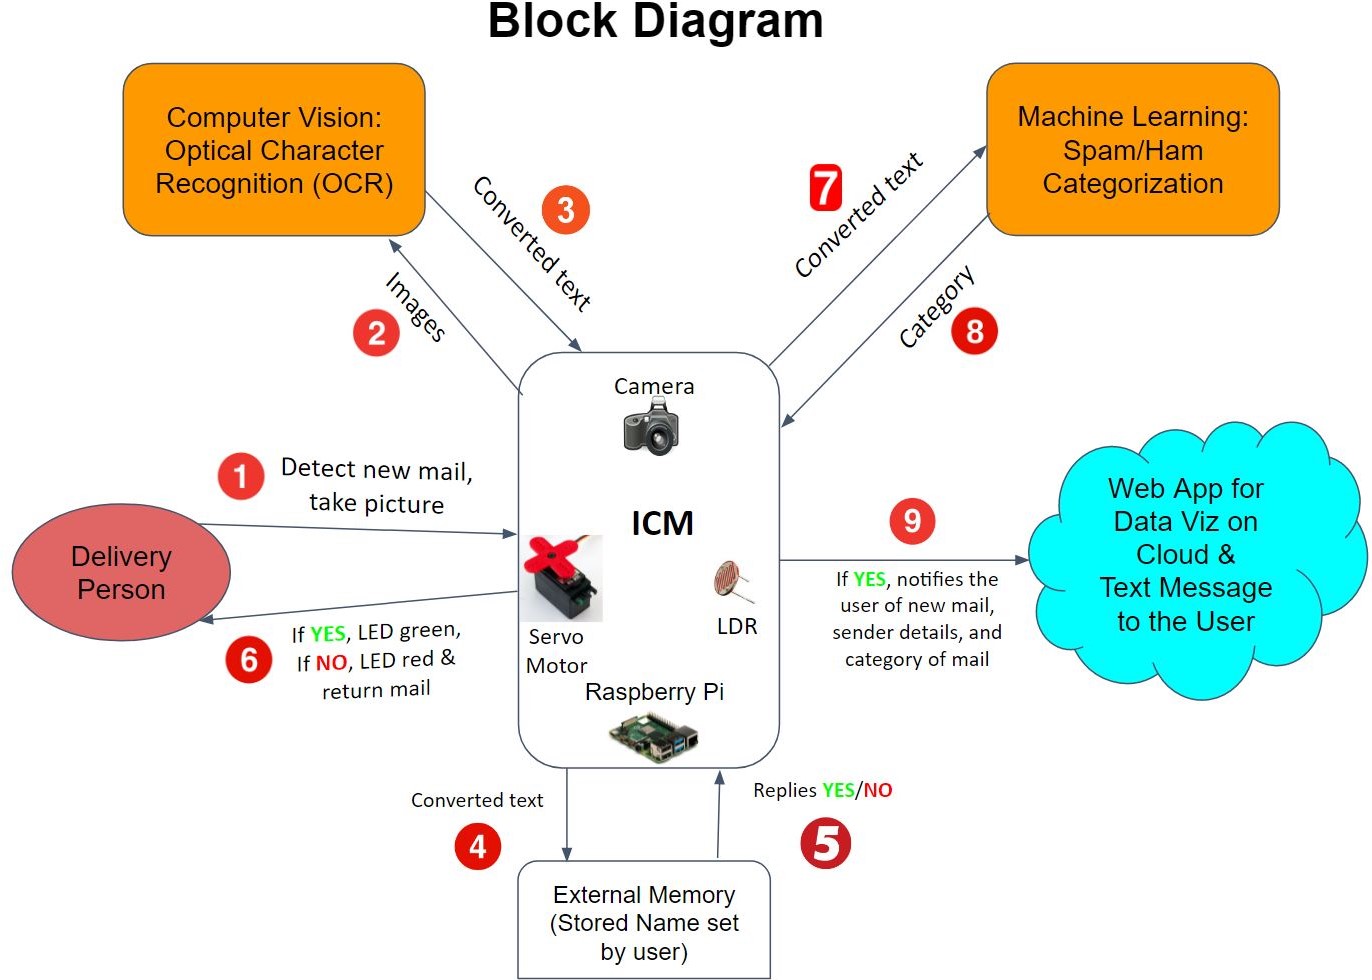 Block Diagram
Computer Vision:
Optical Character
Recognition (OCR)
Machine Learning:
Spam/Ham
Categorization
3
Converted text
7
Converted text
2
Images
8
Category
Camera
1
Detect new mail,
take picture
ICM
Delivery
Person
9
If YES, notifies the
user of new mail,
sender details, and
category of mail
Web App for
Data Viz on
Cloud &
Text Message
to the User
Servo
Motor
LDR
6
If YES, LED green,
If NO, LED red &
return mail
Raspberry Pi
Converted text
4
Replies YES/NO
5
External Memory
(Stored Name set
by user)